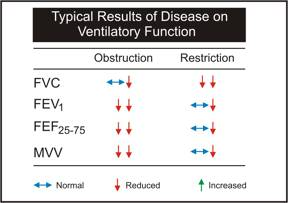 Typical Results of Disease on
Ventilatory Function
Obstruction Restriction
FVC
FEV₁
FEF₂₅₋₇₅
MVV
Normal Reduced Increased